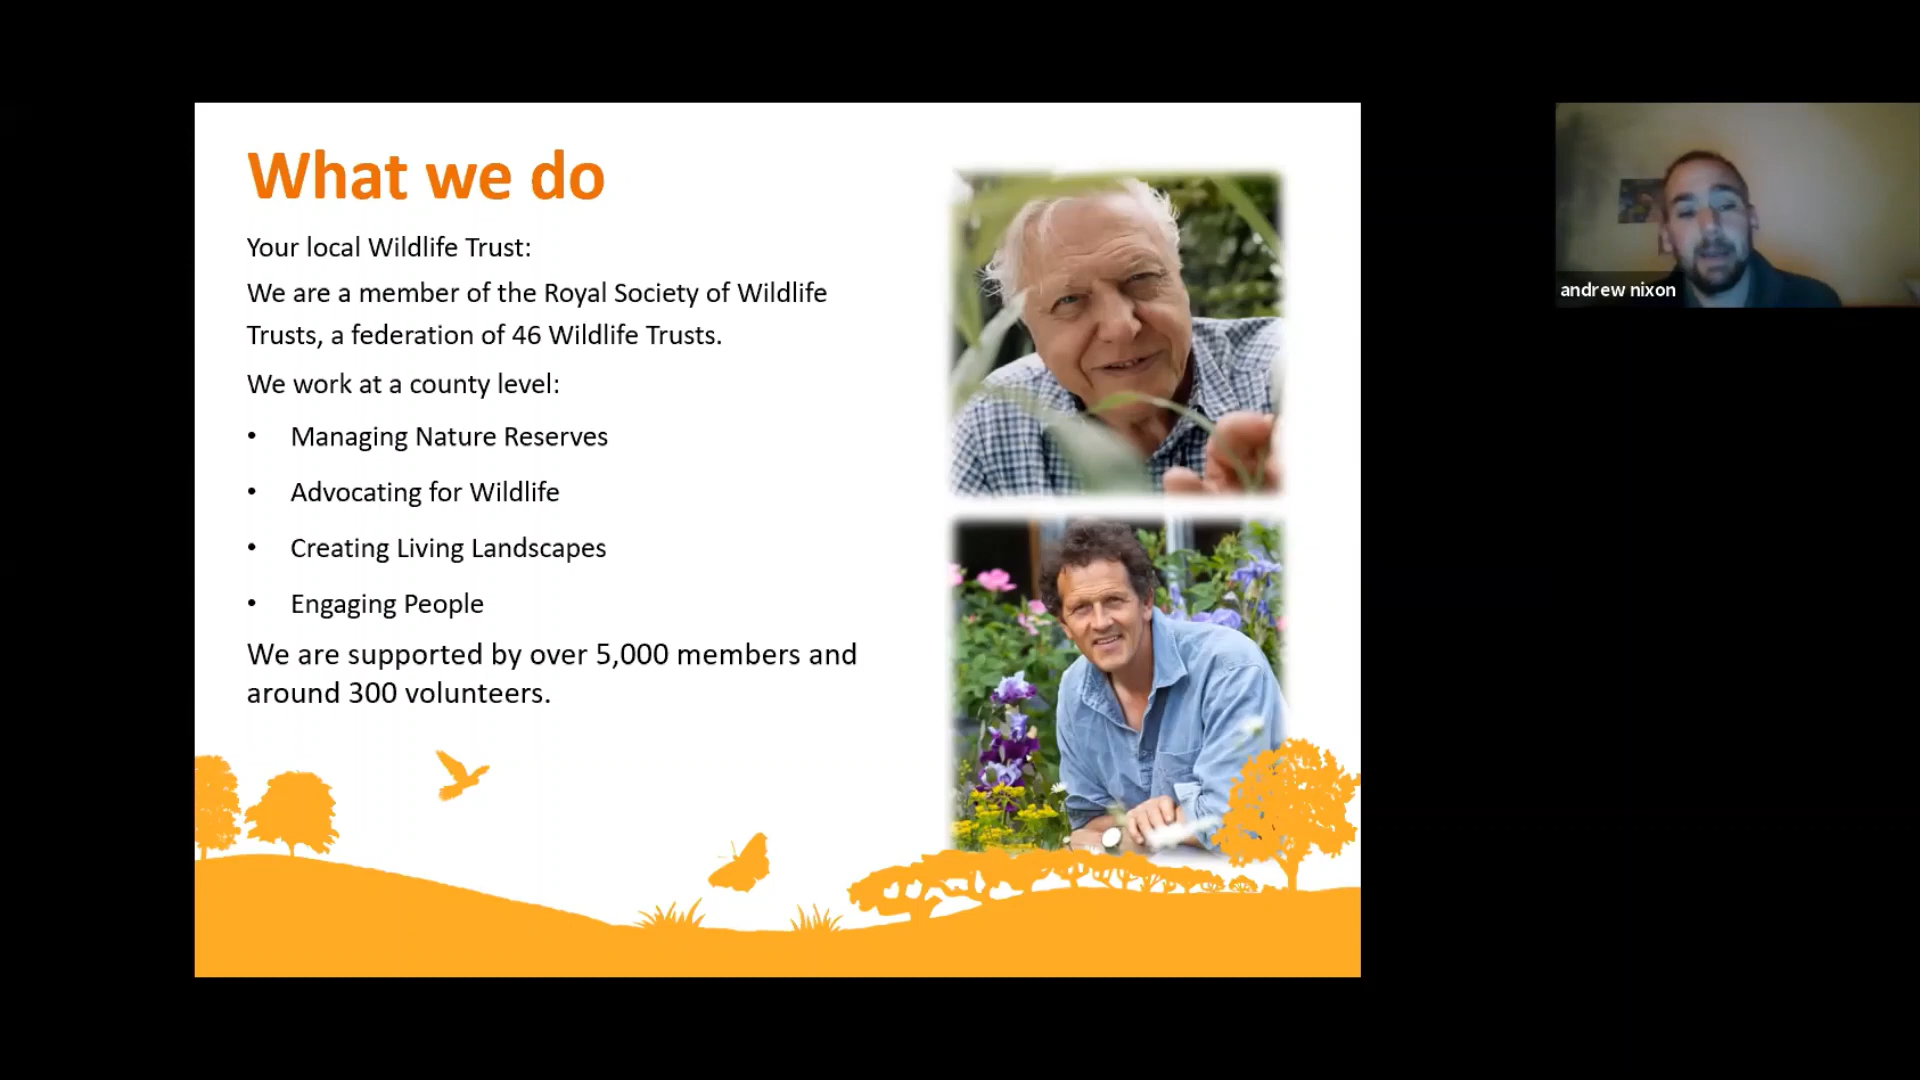 What we do
Your local Wildlife Trust:
We are a member of the Royal Society of Wildlife
Trusts, a federation of 46 Wildlife Trusts.
We work at a county level:
• Managing Nature Reserves
• Advocating for Wildlife
• Creating Living Landscapes
• Engaging People
We are supported by over 5,000 members and
around 300 volunteers.
andrew nixon